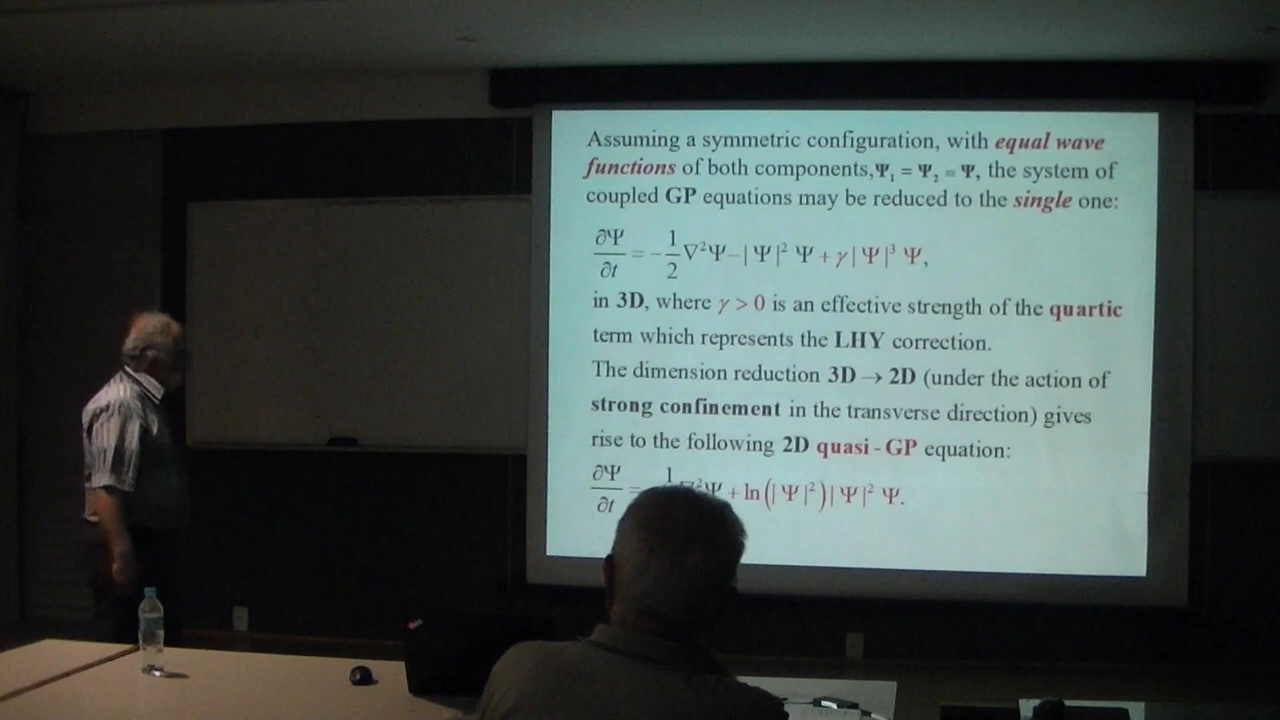 Assuming a symmetric configuration, with equal wave
functions of both components, Ψ₁ = Ψ₂ = Ψ, the system of
coupled GP equations may be reduced to the single one:
∂Ψ/∂t = -1/2 ∇²Ψ - |Ψ|² Ψ + γ|Ψ|³ Ψ,
in 3D, where γ > 0 is an effective strength of the quartic
term which represents the LHY correction.
The dimension reduction 3D → 2D (under the action of
strong confinement in the transverse direction) gives
rise to the following 2D quasi - GP equation:
∂Ψ/∂t = 1 ²Ψ + ln(|Ψ|²)|Ψ|² Ψ.